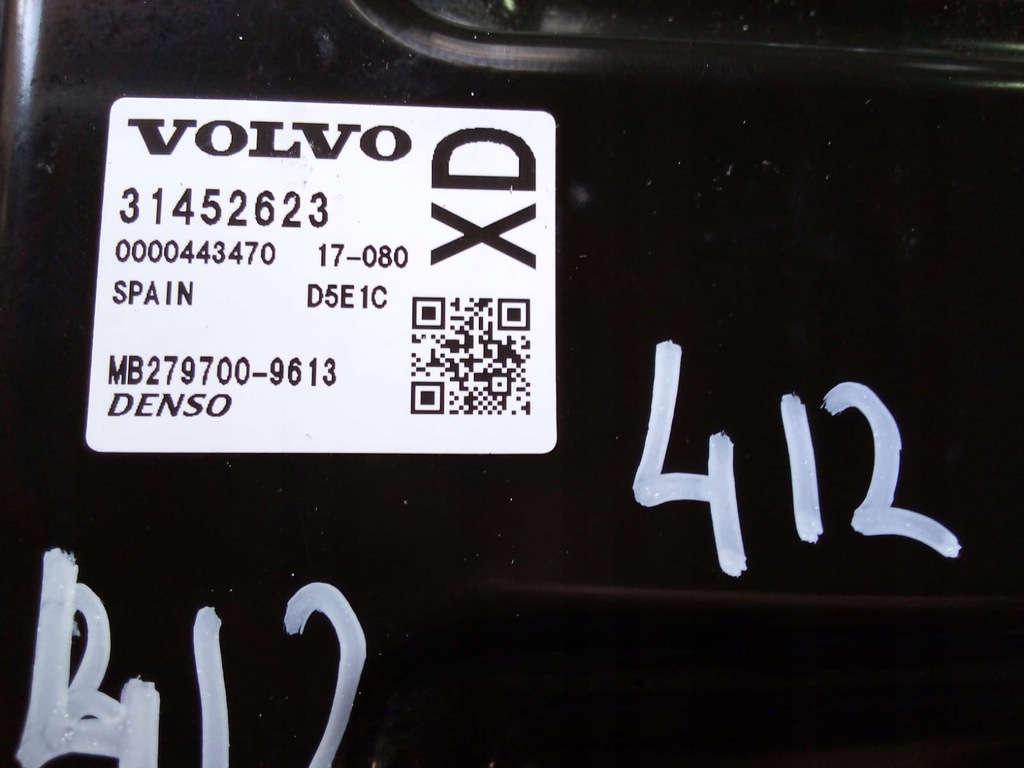 VOLVO
XD
31452623
0000443470 17-080
SPAIN D5E1C
MB279700-9613
DENSO
412